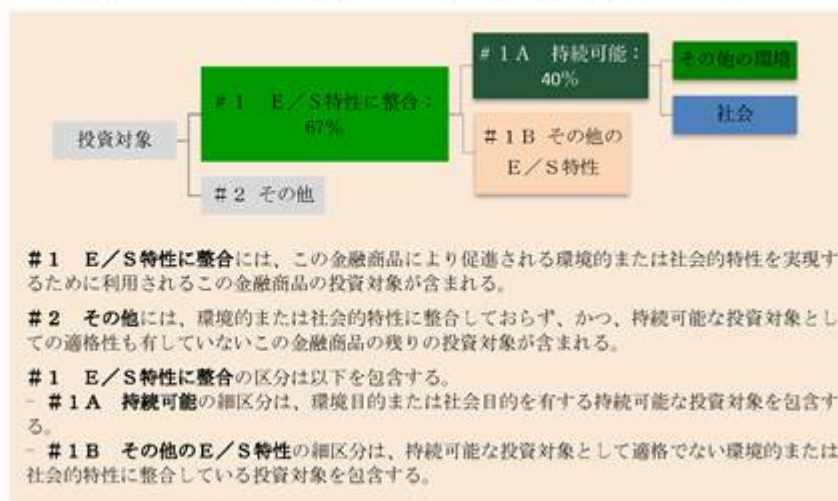 #1A 持続可能：
40%
その他の環境
#1 E／S特性に整合：
67%
社会
投資対象
#1B その他の
E／S特性
#2 その他
#1 E／S特性に整合には、この金融商品により促進される環境的または社会的特性を実現す
るために利用されるこの金融商品の投資対象が含まれる。
#2 その他には、環境的または社会的特性に整合しておらず、かつ、持続可能な投資対象とし
ての適格性も有していないこの金融商品の残りの投資対象が含まれる。
#1 E／S特性に整合の区分は以下を包含する。
- #1A 持続可能の細区分は、環境目的または社会目的を有する持続可能な投資対象を包含す
る。
- #1B その他のE／S特性の細区分は、持続可能な投資対象として適格でない環境的または
社会的特性に整合している投資対象を包含する。